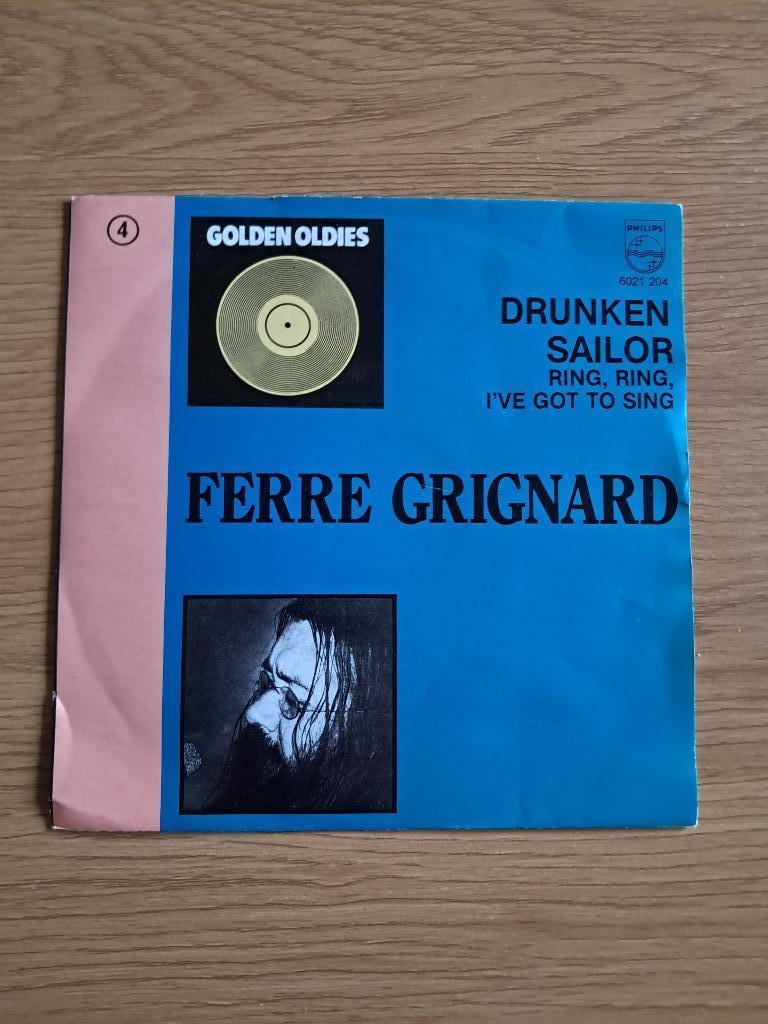 4
GOLDEN OLDIES
PHILIPS
6021 204
DRUNKEN
SAILOR
RING, RING,
I'VE GOT TO SING
FERRE GRIGNARD